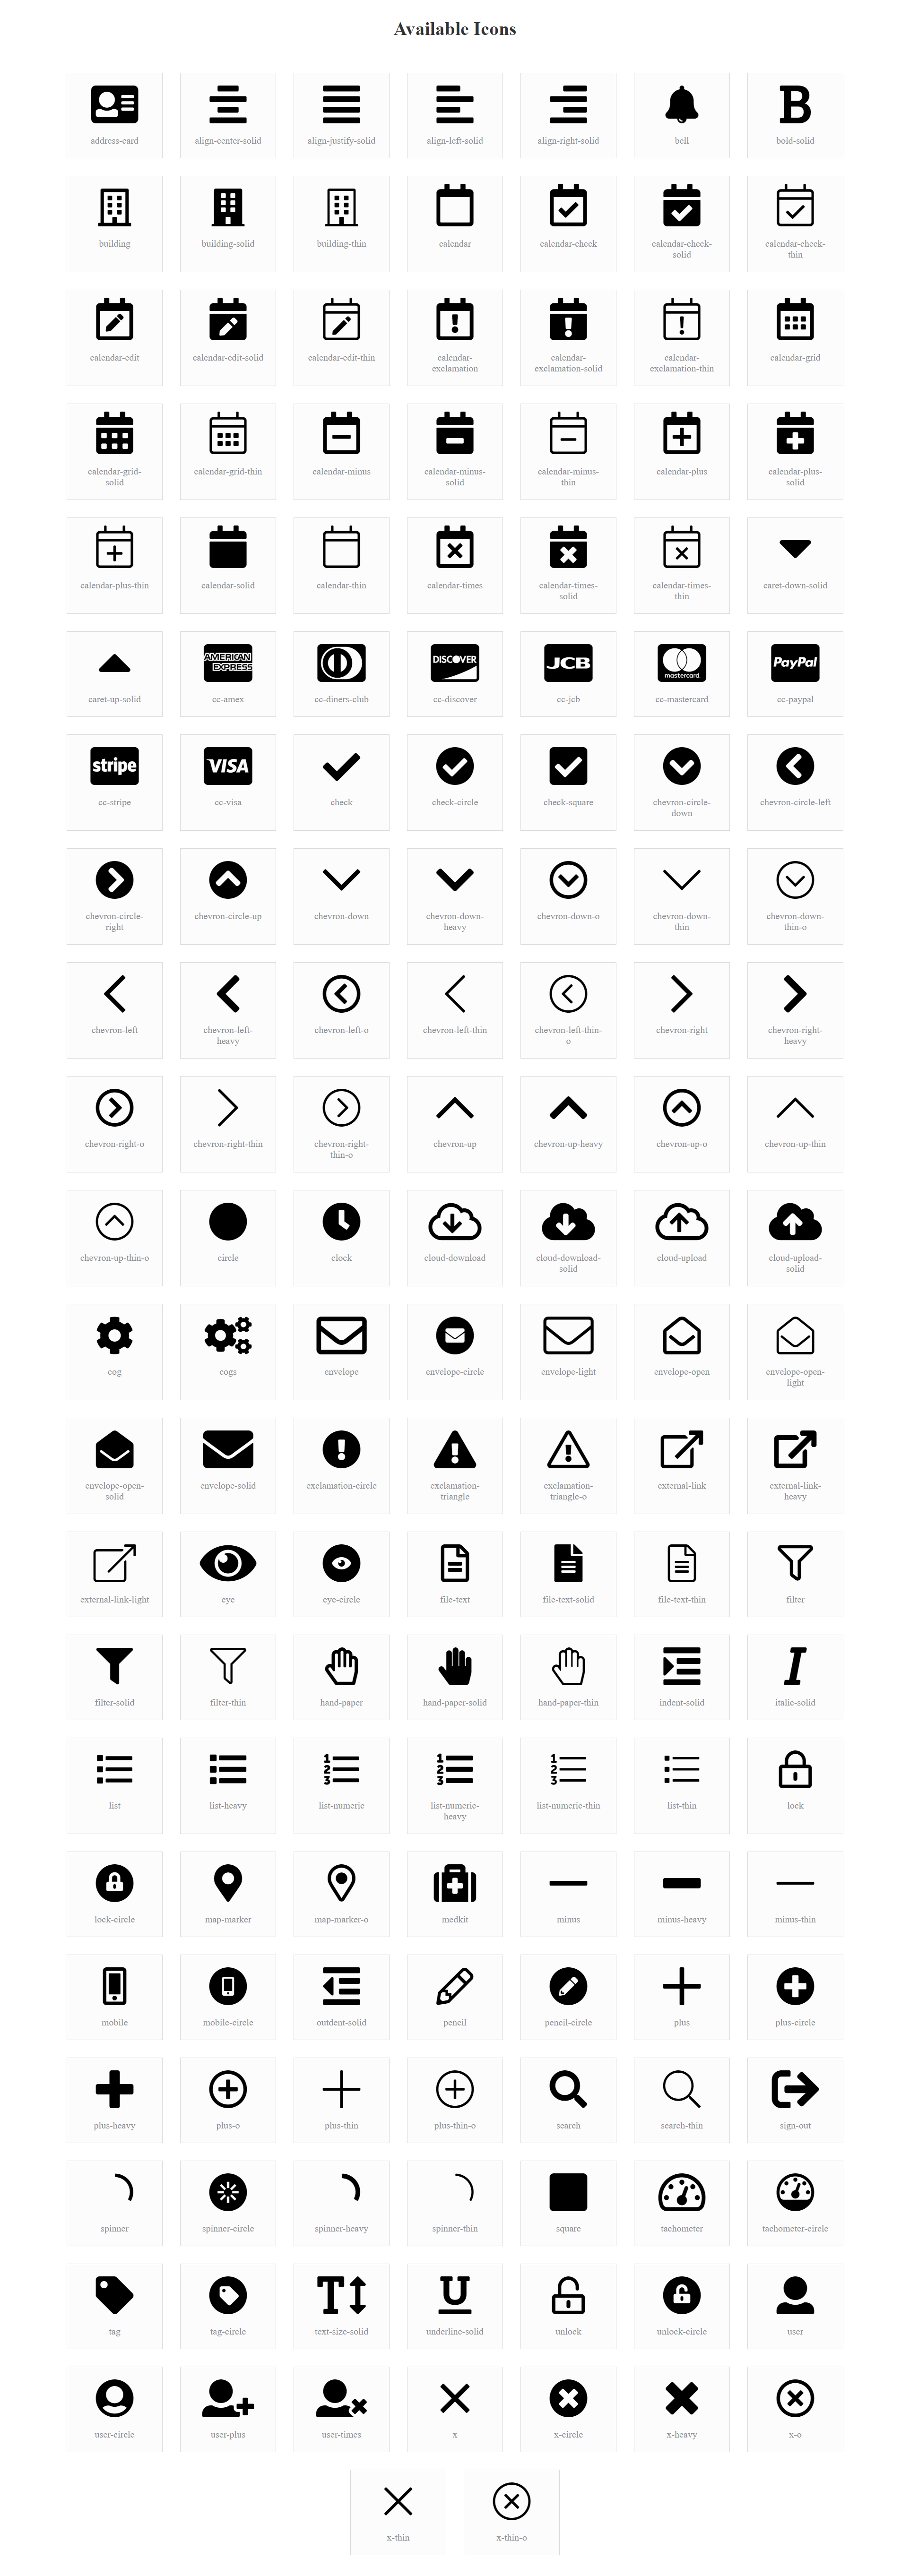 Available Icons
address-card
align-center-solid
align-justify-solid
align-left-solid
align-right-solid
bell
B
bold-solid
building
building-solid
building-thin
calendar
calendar-check
calendar-check-
solid
calendar-check-
thin
calendar-edit
calendar-edit-solid
calendar-edit-thin
calendar-
exclamation
calendar-
exclamation-solid
calendar-
exclamation-thin
calendar-grid
calendar-grid-
solid
calendar-grid-thin
calendar-minus
calendar-minus-
solid
calendar-minus-
thin
calendar-plus
calendar-plus-
solid
calendar-plus-thin
calendar-solid
calendar-thin
calendar-times
calendar-times-
solid
calendar-times-
thin
caret-down-solid
caret-up-solid
AMERICAN
EXPRESS
cc-amex
cc-diners-club
DISCOVER
cc-discover
JCB
cc-jcb
mastercard
cc-mastercard
PayPal
cc-paypal
stripe
cc-stripe
VISA
cc-visa
check
check-circle
check-square
chevron-circle-
down
chevron-circle-left
chevron-circle-
right
chevron-circle-up
chevron-down
chevron-down-
heavy
chevron-down-o
chevron-down-
thin
chevron-down-
thin-o
chevron-left
chevron-left-
heavy
chevron-left-o
chevron-left-thin
chevron-left-thin-
o
chevron-right
chevron-right-
heavy
chevron-right-o
chevron-right-thin
chevron-right-
thin-o
chevron-up
chevron-up-heavy
chevron-up-o
chevron-up-thin
chevron-up-thin-o
circle
clock
cloud-download
cloud-download-
solid
cloud-upload
cloud-upload-
solid
cog
cogs
envelope
envelope-circle
envelope-light
envelope-open
envelope-open-
light
envelope-open-
solid
envelope-solid
exclamation-circle
exclamation-
triangle
exclamation-
triangle-o
external-link
external-link-
heavy
external-link-light
eye
eye-circle
file-text
file-text-solid
file-text-thin
filter
filter-solid
filter-thin
hand-paper
hand-paper-solid
hand-paper-thin
indent-solid
I
italic-solid
list
list-heavy
1
2
3
list-numeric
1
2
3
list-numeric-
heavy
1
2
3
list-numeric-thin
list-thin
lock
lock-circle
map-marker
map-marker-o
medkit
minus
minus-heavy
minus-thin
mobile
mobile-circle
outdent-solid
pencil
pencil-circle
plus
plus-circle
plus-heavy
plus-o
plus-thin
plus-thin-o
search
search-thin
sign-out
spinner
spinner-circle
spinner-heavy
spinner-thin
square
tachometer
tachometer-circle
tag
tag-circle
T
text-size-solid
U
underline-solid
unlock
unlock-circle
user
user-circle
user-plus
user-times
x
x-circle
x-heavy
x-o
x-thin
x-thin-o